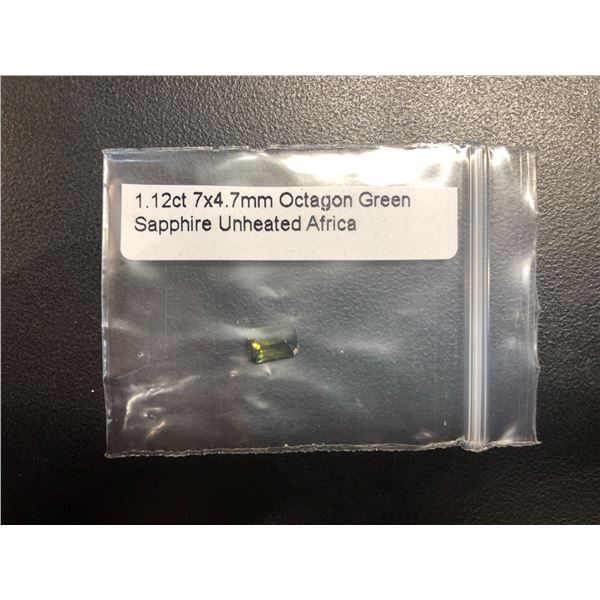 1.12ct 7x4.7mm Octagon Green
Sapphire Unheated Africa